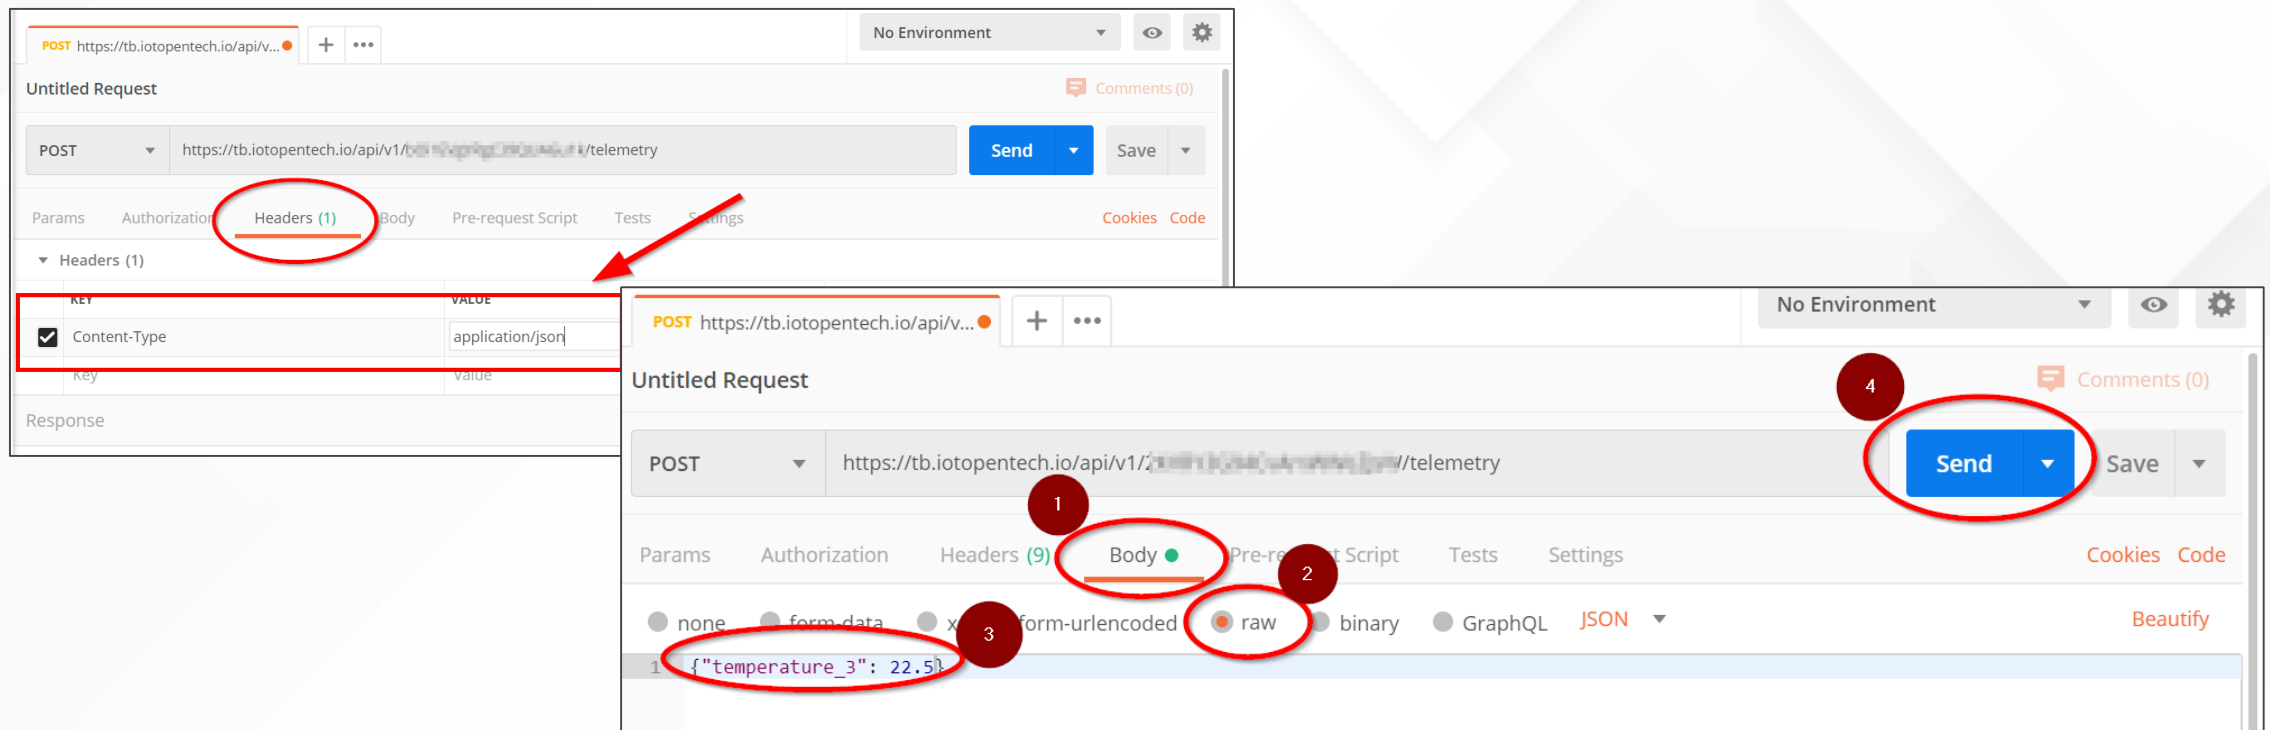 POST https://tb.iotopentech.io/api/v...
No Environment
Untitled Request
Comments (0)
POST https://tb.iotopentech.io/api/v1/ /telemetry Send Save
Params Authorization Headers (1) Body Pre-request Script Tests Settings Cookies Code
Headers (1)
KEY VALUE
Content-Type application/json
Key Value
Response
POST https://tb.iotopentech.io/api/v...
No Environment
Untitled Request
4
Comments (0)
POST https://tb.iotopentech.io/api/v1/ /telemetry Send Save
1
Params Authorization Headers (9) Body Pre-request Script Tests Settings Cookies Code
2
none form-data form-urlencoded raw binary GraphQL JSON Beautify
3
1 {"temperature_3": 22.5}